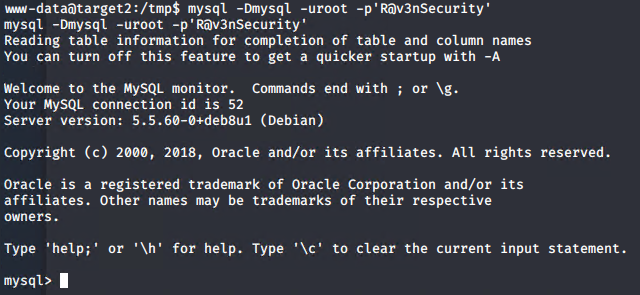 www-data@target2:/tmp$ mysql -Dmysql -uroot -p'R@v3nSecurity'
mysql -Dmysql -uroot -p'R@v3nSecurity'
Reading table information for completion of table and column names
You can turn off this feature to get a quicker startup with -A

Welcome to the MySQL monitor.  Commands end with ; or \g.
Your MySQL connection id is 52
Server version: 5.5.60-0+deb8u1 (Debian)

Copyright (c) 2000, 2018, Oracle and/or its affiliates. All rights reserved.

Oracle is a registered trademark of Oracle Corporation and/or its
affiliates. Other names may be trademarks of their respective
owners.

Type 'help;' or '\h' for help. Type '\c' to clear the current input statement.

mysql>